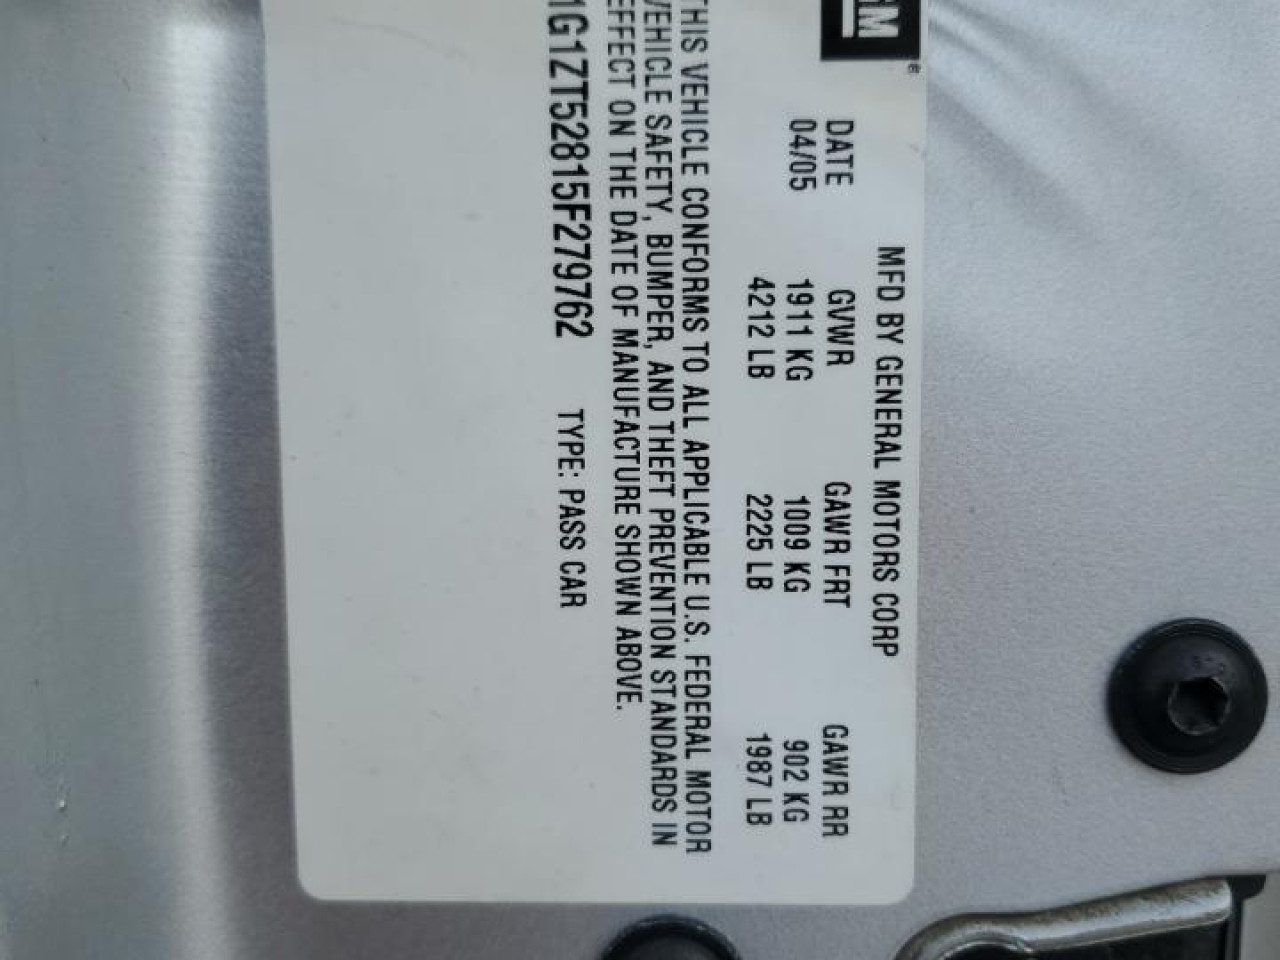 GM
MFD BY GENERAL MOTORS CORP
DATE GVWR GAWR FRT GAWR RR
04/05 1911 KG 1009 KG 902 KG
4212 LB 2225 LB 1987 LB
THIS VEHICLE CONFORMS TO ALL APPLICABLE U.S. FEDERAL MOTOR
VEHICLE SAFETY, BUMPER, AND THEFT PREVENTION STANDARDS IN
EFFECT ON THE DATE OF MANUFACTURE SHOWN ABOVE.
1G1ZT52815F279762 TYPE: PASS CAR